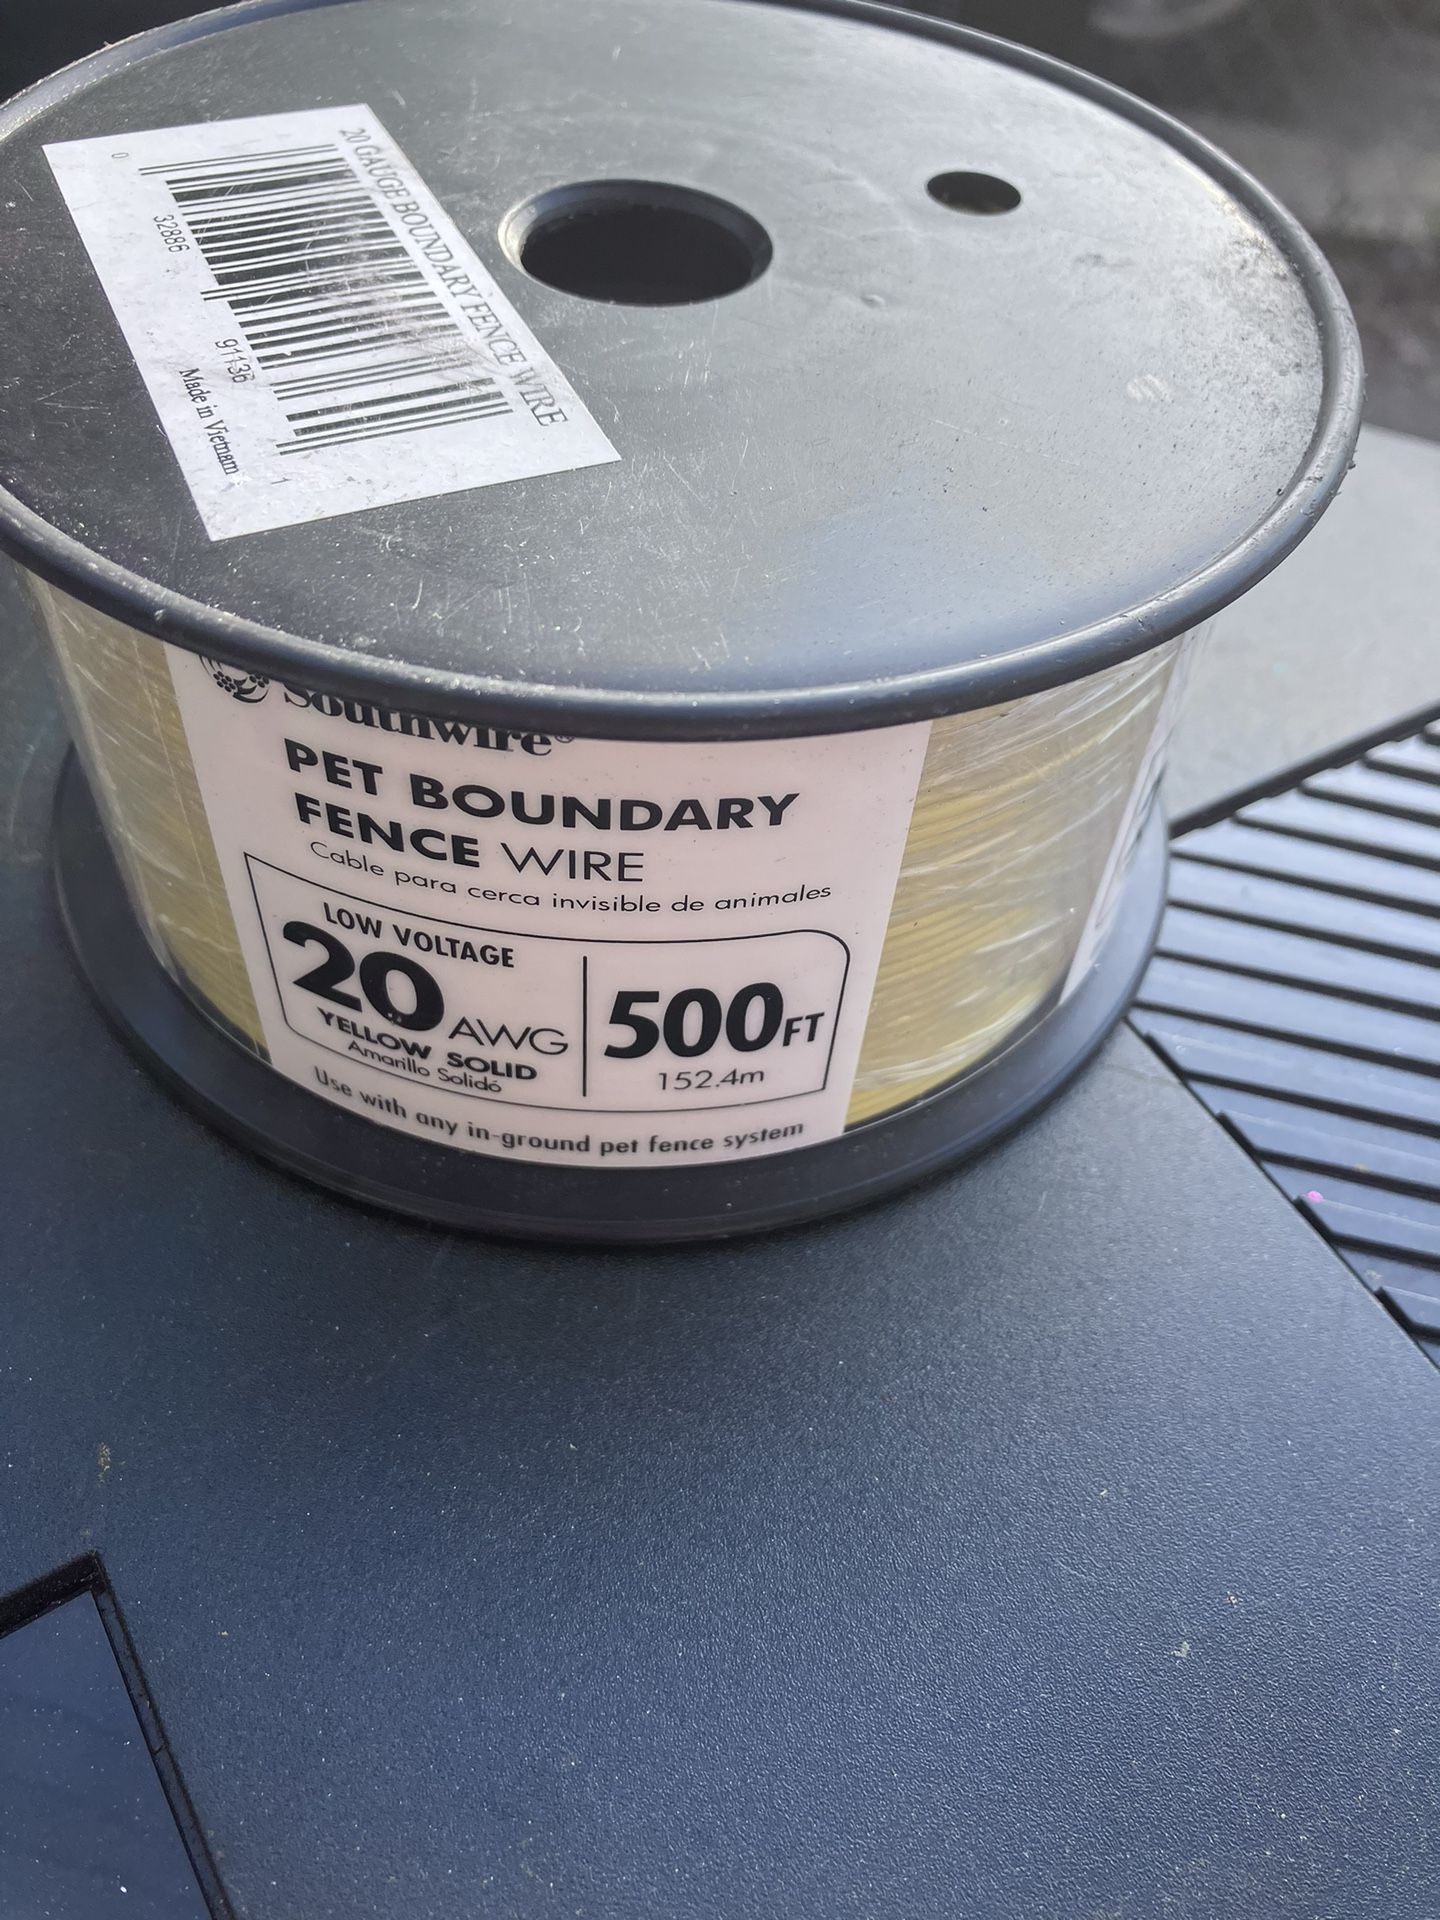 20 GAUGE BOUNDARY FENCE WIRE
0 32886 91136 1
Made in Vietnam
Southwire®
PET BOUNDARY
FENCE WIRE
Cable para cerca invisible de animales
LOW VOLTAGE
20 AWG
YELLOW SOLID
Amarillo Solidó
500FT
152.4m
Use with any in-ground pet fence system